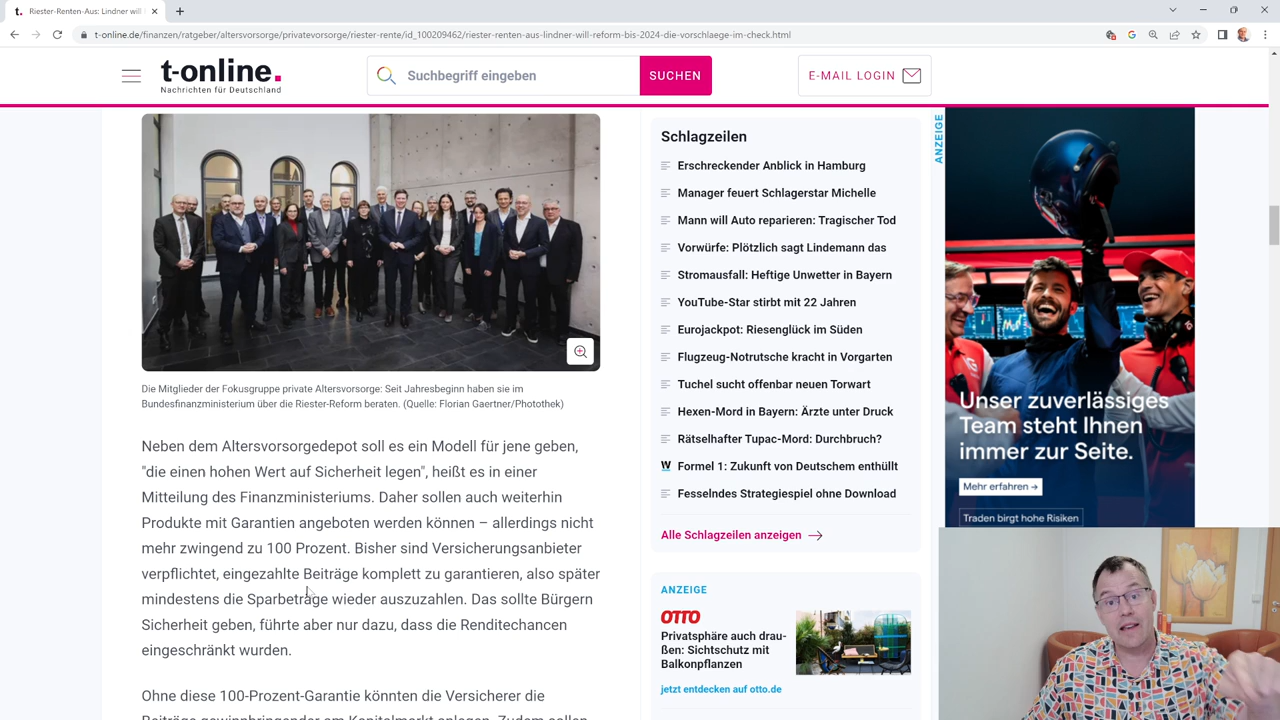 Riester-Renten-Aus: Lindner will
t-online.de/finanzen/ratgeber/altersvorsorge/privatevorsorge/riester-rente/id_100209462/riester-renten-aus-lindner-will-reform-bis-2024-die-vorschlaege-im-check.html
t-online.
Nachrichten für Deutschland
Suchbegriff eingeben
SUCHEN
E-MAIL LOGIN
Die Mitglieder der Fokusgruppe private Altersvorsorge: Seit Jahresbeginn haben sie im
Bundesfinanzministerium über die Riester-Reform beraten. (Quelle: Florian Gaertner/Photothek)
Neben dem Altersvorsorgedepot soll es ein Modell für jene geben,
"die einen hohen Wert auf Sicherheit legen", heißt es in einer
Mitteilung des Finanzministeriums. Daher sollen auch weiterhin
Produkte mit Garantien angeboten werden können – allerdings nicht
mehr zwingend zu 100 Prozent. Bisher sind Versicherungsanbieter
verpflichtet, eingezahlte Beiträge komplett zu garantieren, also später
mindestens die Sparbeträge wieder auszuzahlen. Das sollte Bürgern
Sicherheit geben, führte aber nur dazu, dass die Renditechancen
eingeschränkt wurden.
Ohne diese 100-Prozent-Garantie könnten die Versicherer die
Beiträge gewinnbringender am Kapitalmarkt anlegen. Zudem sollen
Schlagzeilen
Erschreckender Anblick in Hamburg
Manager feuert Schlagerstar Michelle
Mann will Auto reparieren: Tragischer Tod
Vorwürfe: Plötzlich sagt Lindemann das
Stromausfall: Heftige Unwetter in Bayern
YouTube-Star stirbt mit 22 Jahren
Eurojackpot: Riesenglück im Süden
Flugzeug-Notrutsche kracht in Vorgarten
Tuchel sucht offenbar neuen Torwart
Hexen-Mord in Bayern: Ärzte unter Druck
Rätselhafter Tupac-Mord: Durchbruch?
W Formel 1: Zukunft von Deutschem enthüllt
Fesselndes Strategiespiel ohne Download
Alle Schlagzeilen anzeigen
ANZEIGE
OTTO
Privatsphäre auch drau-
ßen: Sichtschutz mit
Balkonpflanzen
jetzt entdecken auf otto.de
ANZEIGE
Unser zuverlässiges
Team steht Ihnen
immer zur Seite.
Mehr erfahren →
Traden birgt hohe Risiken